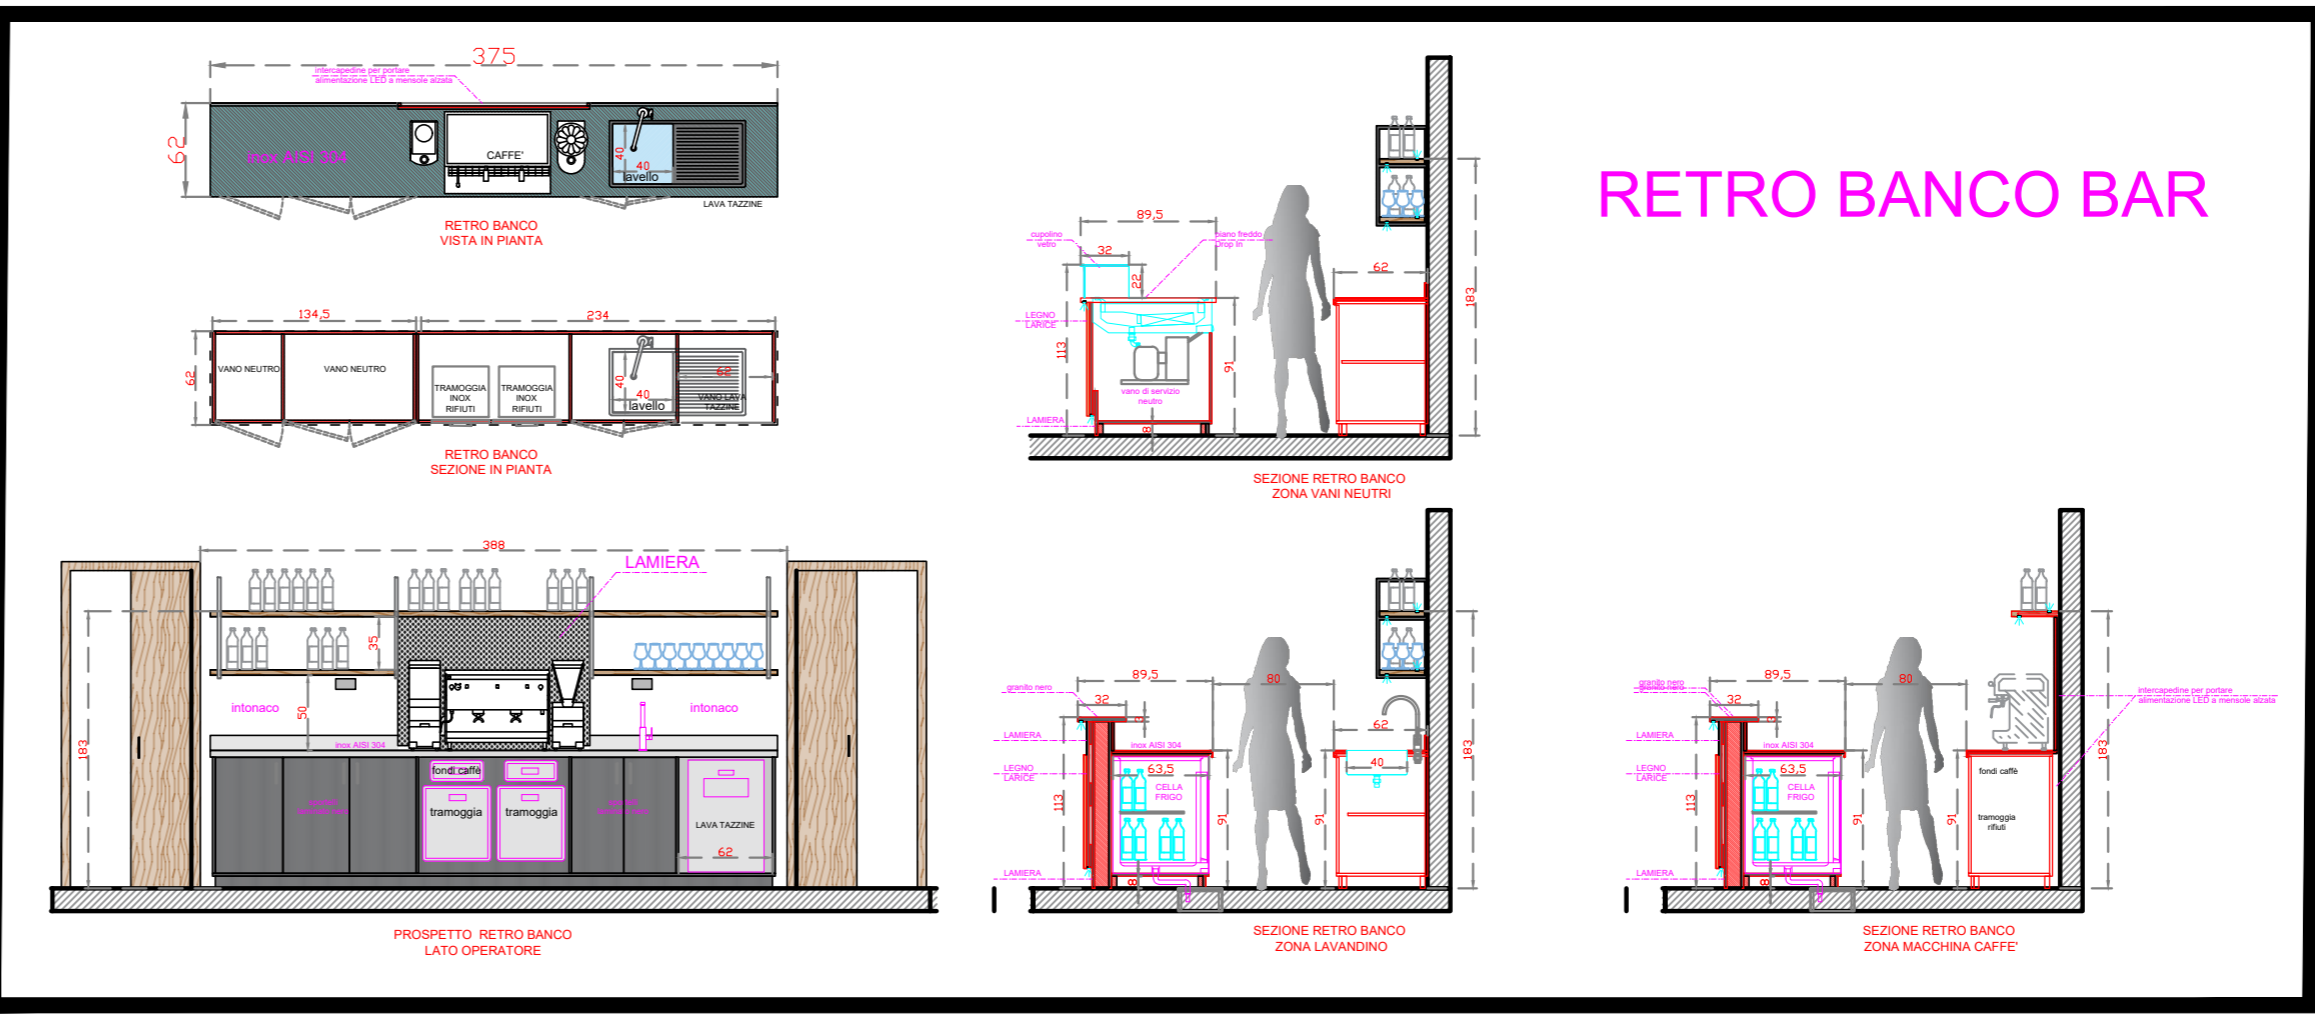 375
intercapedine per portare
alimentazione LED a mensole alzata
62
inox AISI 304
CAFFE'
40
40
lavello
LAVA TAZZINE
RETRO BANCO
VISTA IN PIANTA
134,5
234
62
VANO NEUTRO
VANO NEUTRO
TRAMOGGIA
INOX
RIFIUTI
TRAMOGGIA
INOX
RIFIUTI
40
40
lavello
62
VANO LAVA
TAZZINE
RETRO BANCO
SEZIONE IN PIANTA
388
LAMIERA
35
183
50
intonaco
intonaco
inox AISI 304
fondi caffè
tramoggia
tramoggia
LAVA TAZZINE
62
PROSPETTO RETRO BANCO
LATO OPERATORE
RETRO BANCO BAR
89,5
cupolino
vetro
piano freddo
Drop In
32
22
62
183
LEGNO
LARICE
113
91
vano di servizio
neutro
LAMIERA
8
SEZIONE RETRO BANCO
ZONA VANI NEUTRI
89,5
80
granito nero
32
3
62
LAMIERA
inox AISI 304
183
LEGNO
LARICE
63,5
40
CELLA
FRIGO
113
91
91
LAMIERA
8
SEZIONE RETRO BANCO
ZONA LAVANDINO
89,5
80
granito nero
32
3
intercapedine per portare
alimentazione LED a mensole alzata
LAMIERA
inox AISI 304
183
LEGNO
LARICE
63,5
fondi caffè
CELLA
FRIGO
113
91
91
tramoggia
rifiuti
LAMIERA
8
SEZIONE RETRO BANCO
ZONA MACCHINA CAFFE'